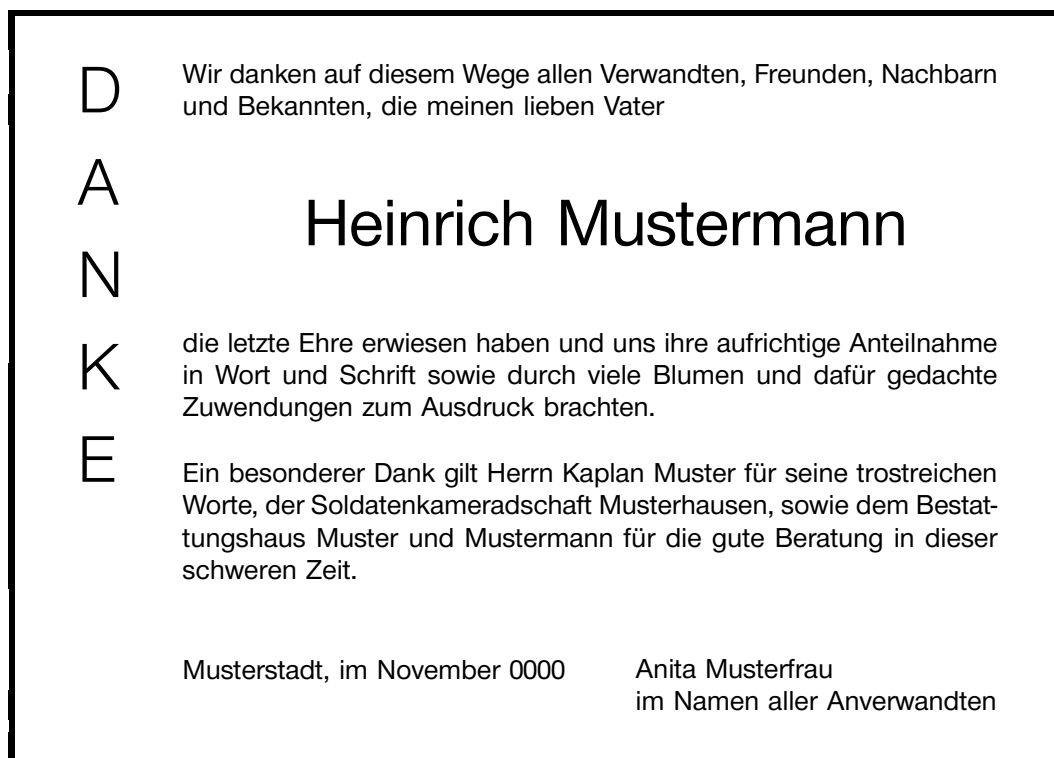 DANKE
Wir danken auf diesem Wege allen Verwandten, Freunden, Nachbarn
und Bekannten, die meinen lieben Vater
Heinrich Mustermann
die letzte Ehre erwiesen haben und uns ihre aufrichtige Anteilnahme
in Wort und Schrift sowie durch viele Blumen und dafür gedachte
Zuwendungen zum Ausdruck brachten.
Ein besonderer Dank gilt Herrn Kaplan Muster für seine trostreichen
Worte, der Soldatenkameradschaft Musterhausen, sowie dem Bestat-
tungshaus Muster und Mustermann für die gute Beratung in dieser
schweren Zeit.
Musterstadt, im November 0000
Anita Musterfrau
im Namen aller Anverwandten